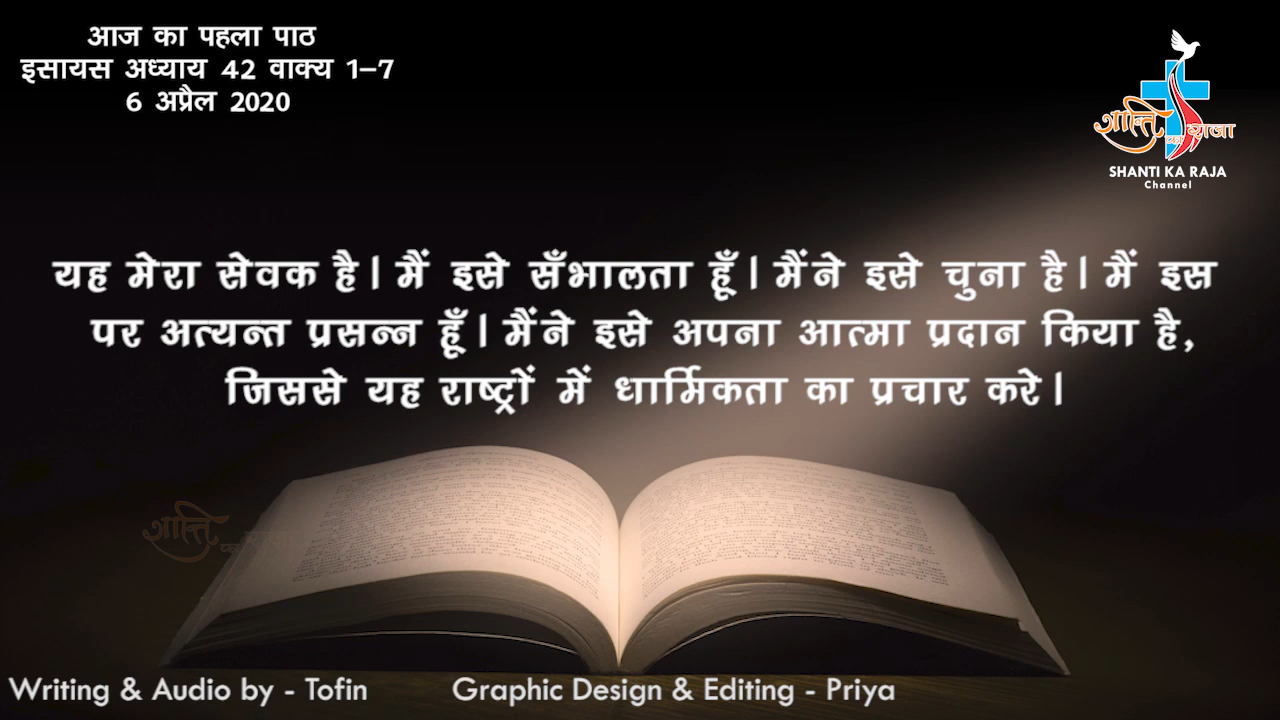 आज का पहला पाठ
इसायस अध्याय 42 वाक्य 1–7
6 अप्रैल 2020
शान्ति का राजा
SHANTI KA RAJA
Channel
यह मेरा सेवक है। मैं इसे सँभालता हूँ। मैंने इसे चुना है। मैं इस
पर अत्यन्त प्रसन्न हूँ। मैंने इसे अपना आत्मा प्रदान किया है,
जिससे यह राष्ट्रों में धार्मिकता का प्रचार करे।
शान्ति का राजा
Writing & Audio by - Tofin
Graphic Design & Editing - Priya